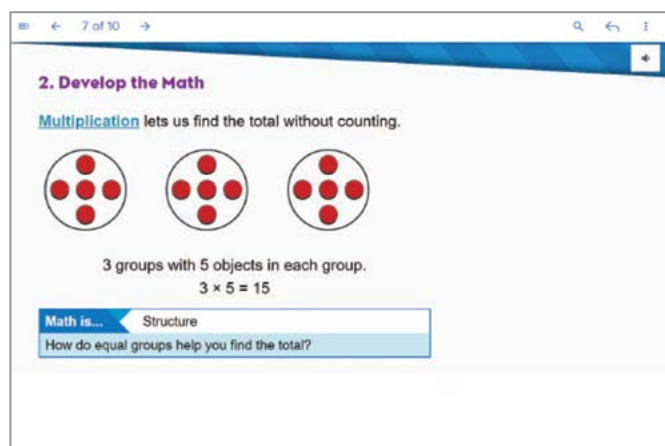 7 of 10
2. Develop the Math
Multiplication lets us find the total without counting.
3 groups with 5 objects in each group.
3 × 5 = 15
Math is... Structure
How do equal groups help you find the total?